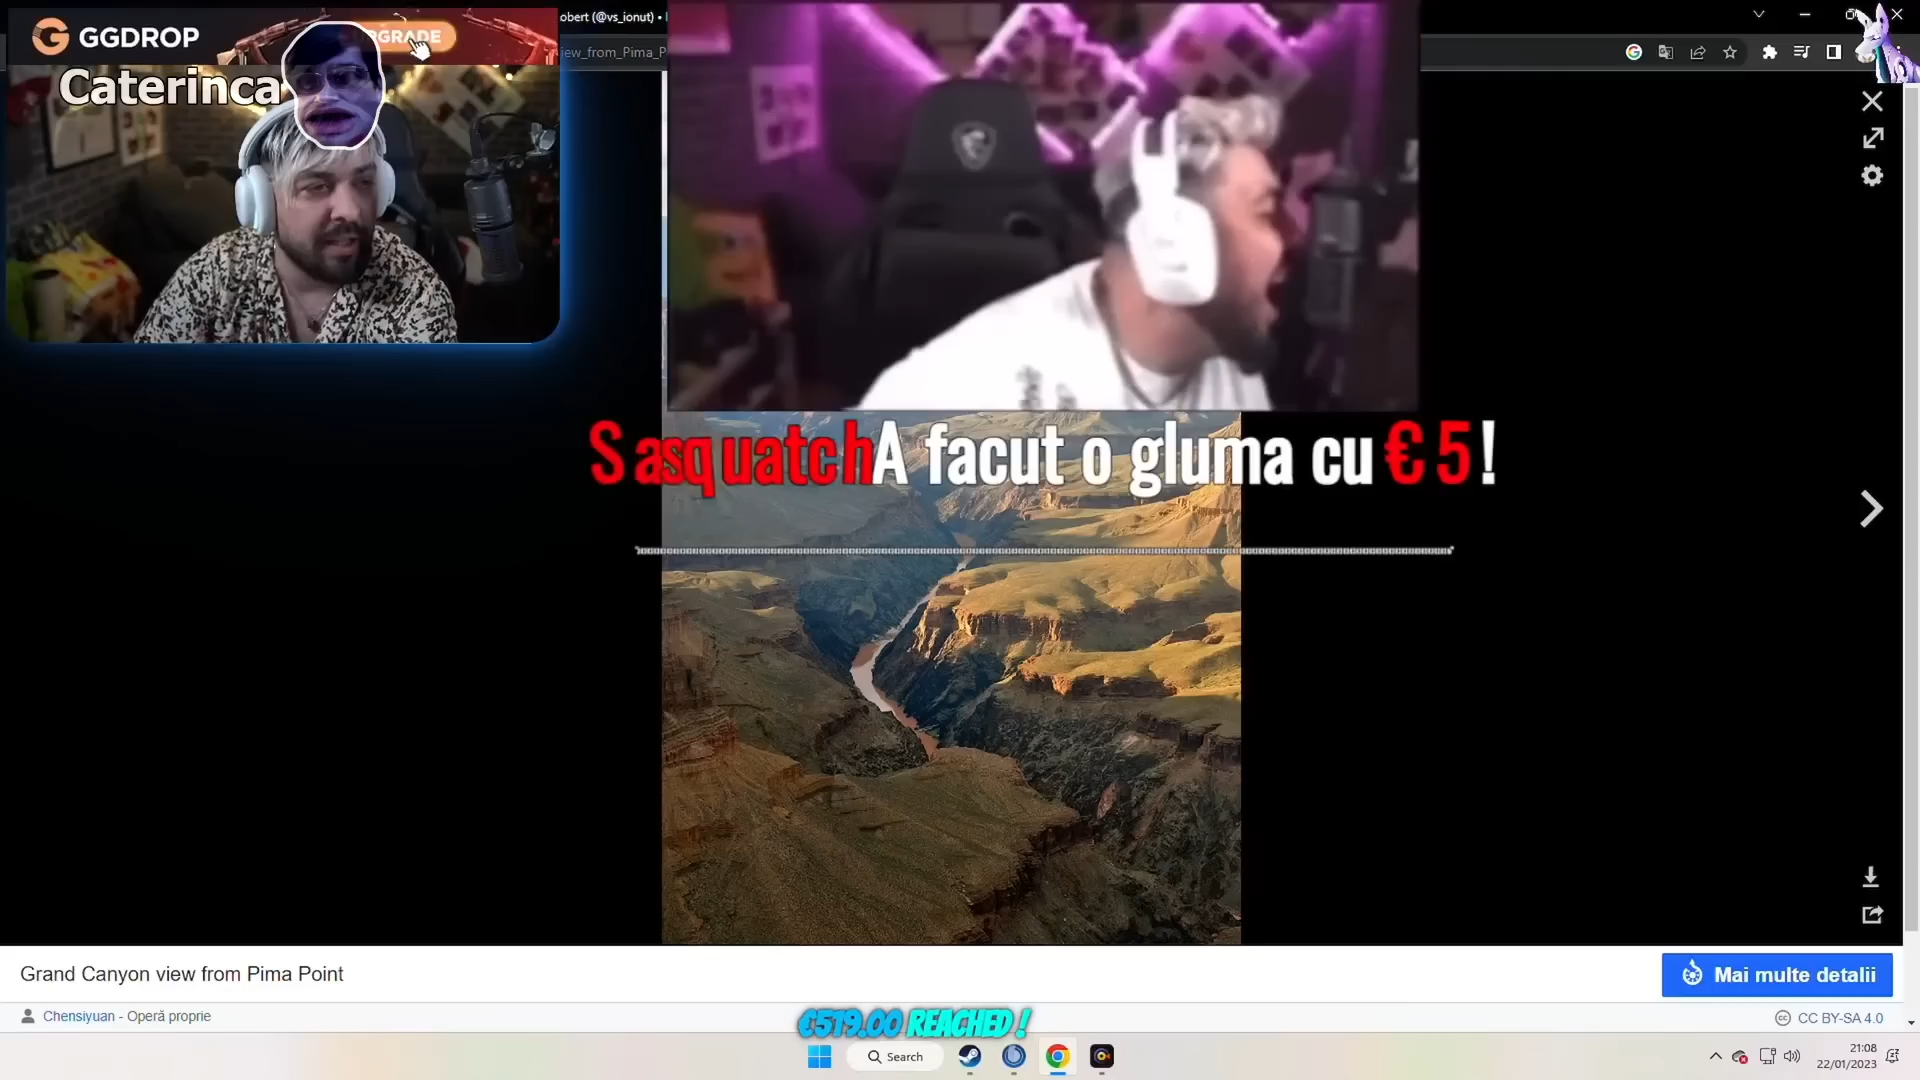 obert (@vs_ionut) •
GGDROP
UPGRADE
iew_from_Pima_P
Caterinca
SasquatchA facut o gluma cu €5!
Grand Canyon view from Pima Point
Mai multe detalii
Chensiyuan - Operă proprie
CC BY-SA 4.0
€519.00 REACHED!
Search
21:08
22/01/2023